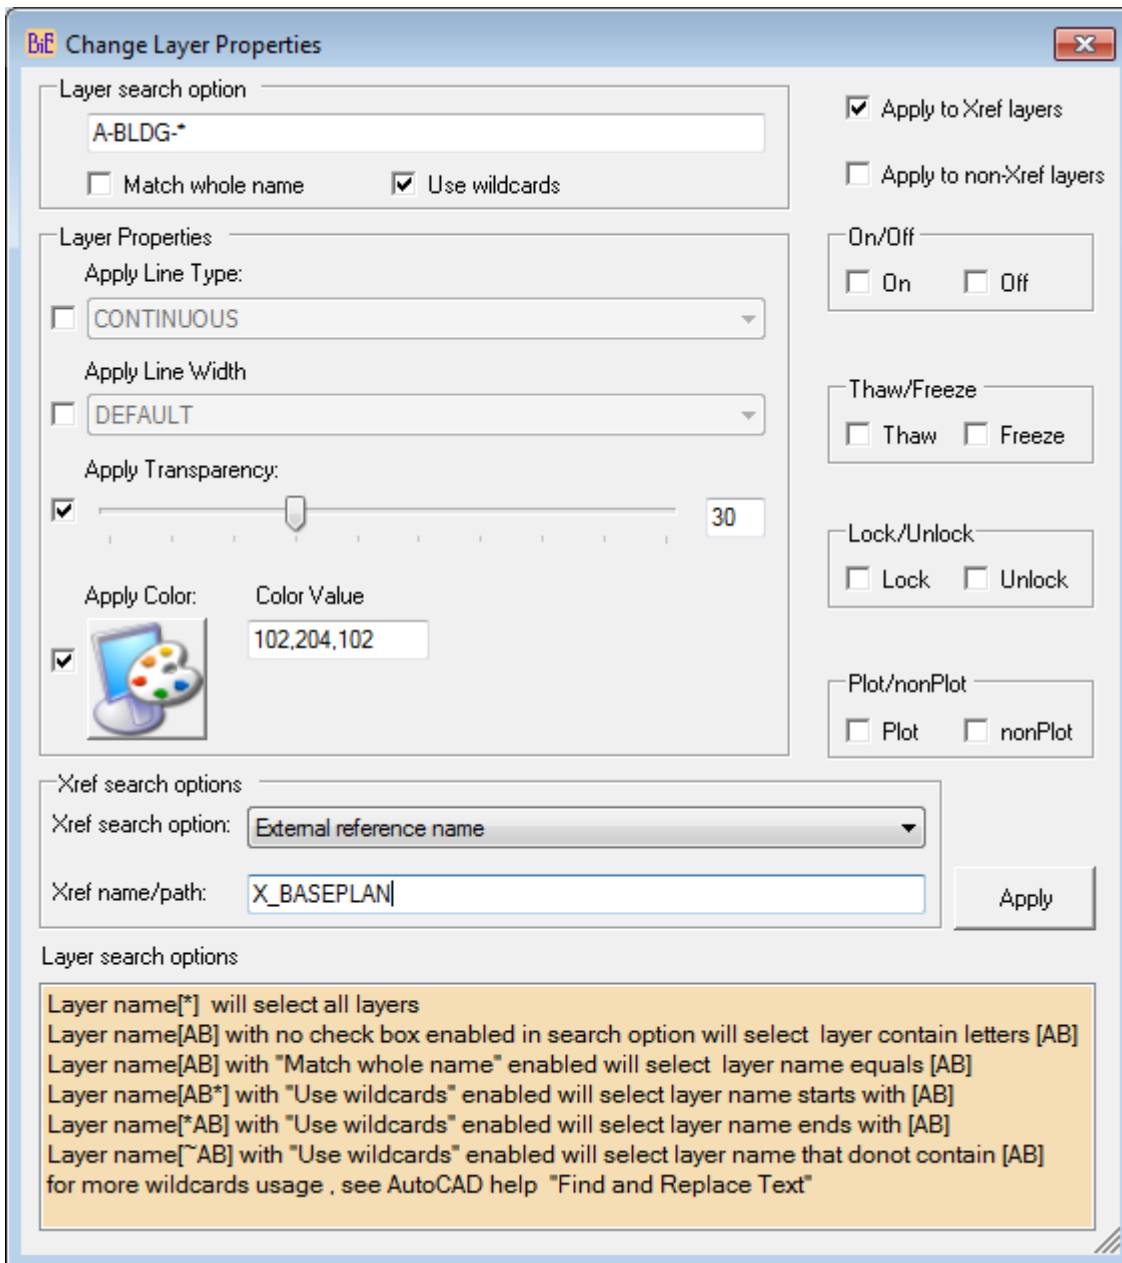 BiE Change Layer Properties
Layer search option
A-BLDG-*
Match whole name
Use wildcards
Apply to Xref layers
Apply to non-Xref layers
Layer Properties
Apply Line Type:
CONTINUOUS
Apply Line Width
DEFAULT
Apply Transparency:
30
Apply Color:
Color Value
102,204,102
On/Off
On
Off
Thaw/Freeze
Thaw
Freeze
Lock/Unlock
Lock
Unlock
Plot/nonPlot
Plot
nonPlot
Xref search options
Xref search option:
External reference name
Xref name/path:
X_BASEPLAN
Apply
Layer search options
Layer name[*]  will select all layers
Layer name[AB] with no check box enabled in search option will select  layer contain letters [AB]
Layer name[AB] with "Match whole name" enabled will select  layer name equals [AB]
Layer name[AB*] with "Use wildcards" enabled will select layer name starts with [AB]
Layer name[*AB] with "Use wildcards" enabled will select layer name ends with [AB]
Layer name[~AB] with "Use wildcards" enabled will select layer name that donot contain [AB]
for more wildcards usage , see AutoCAD help  "Find and Replace Text"